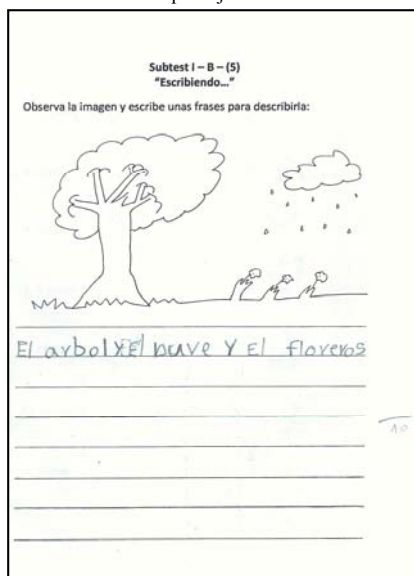 Subtest I – B – (5)
"Escribiendo..."
Observa la imagen y escribe unas frases para describirla:
El arbol y El nuve Y El floreros